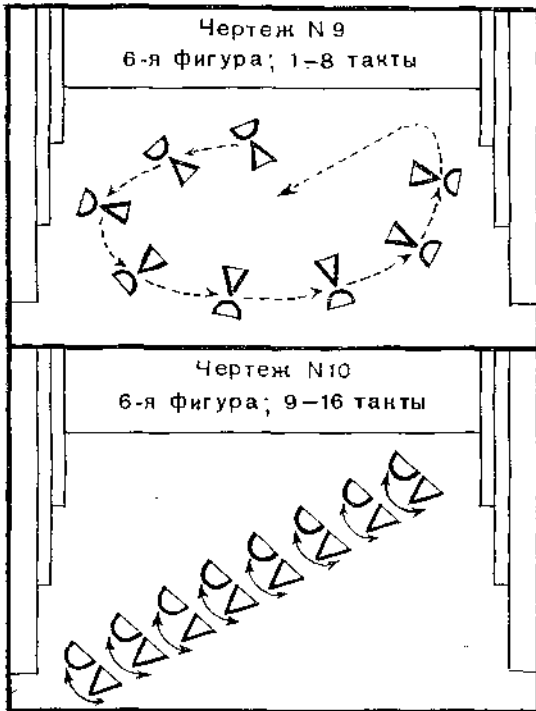 Чертеж N 9
6-я фигура; 1–8 такты
Чертеж N10
6-я фигура; 9–16 такты